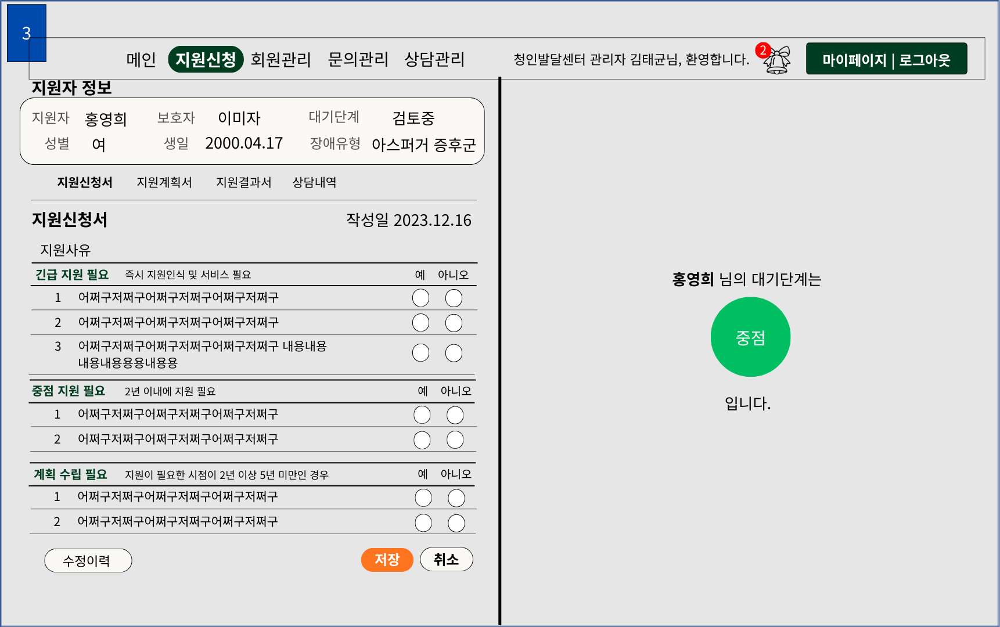 3
메인 지원신청 회원관리 문의관리 상담관리 청인발달센터 관리자 김태균님, 환영합니다. 2 마이페이지 | 로그아웃
지원자 정보
지원자 홍영희 보호자 이미자 대기단계 검토중
성별 여 생일 2000.04.17 장애유형 아스퍼거 증후군
지원신청서 지원계획서 지원결과서 상담내역
지원신청서 작성일 2023.12.16
지원사유
긴급 지원 필요 즉시 지원인식 및 서비스 필요 예 아니오
1 어쩌구저쩌구어쩌구저쩌구어쩌구저쩌구
2 어쩌구저쩌구어쩌구저쩌구어쩌구저쩌구
3 어쩌구저쩌구어쩌구저쩌구어쩌구저쩌구 내용내용
내용내용용용내용용
중점 지원 필요 2년 이내에 지원 필요 예 아니오
1 어쩌구저쩌구어쩌구저쩌구어쩌구저쩌구
2 어쩌구저쩌구어쩌구저쩌구어쩌구저쩌구
계획 수립 필요 지원이 필요한 시점이 2년 이상 5년 미만인 경우 예 아니오
1 어쩌구저쩌구어쩌구저쩌구어쩌구저쩌구
2 어쩌구저쩌구어쩌구저쩌구어쩌구저쩌구
수정이력 저장 취소
홍영희 님의 대기단계는
중점
입니다.